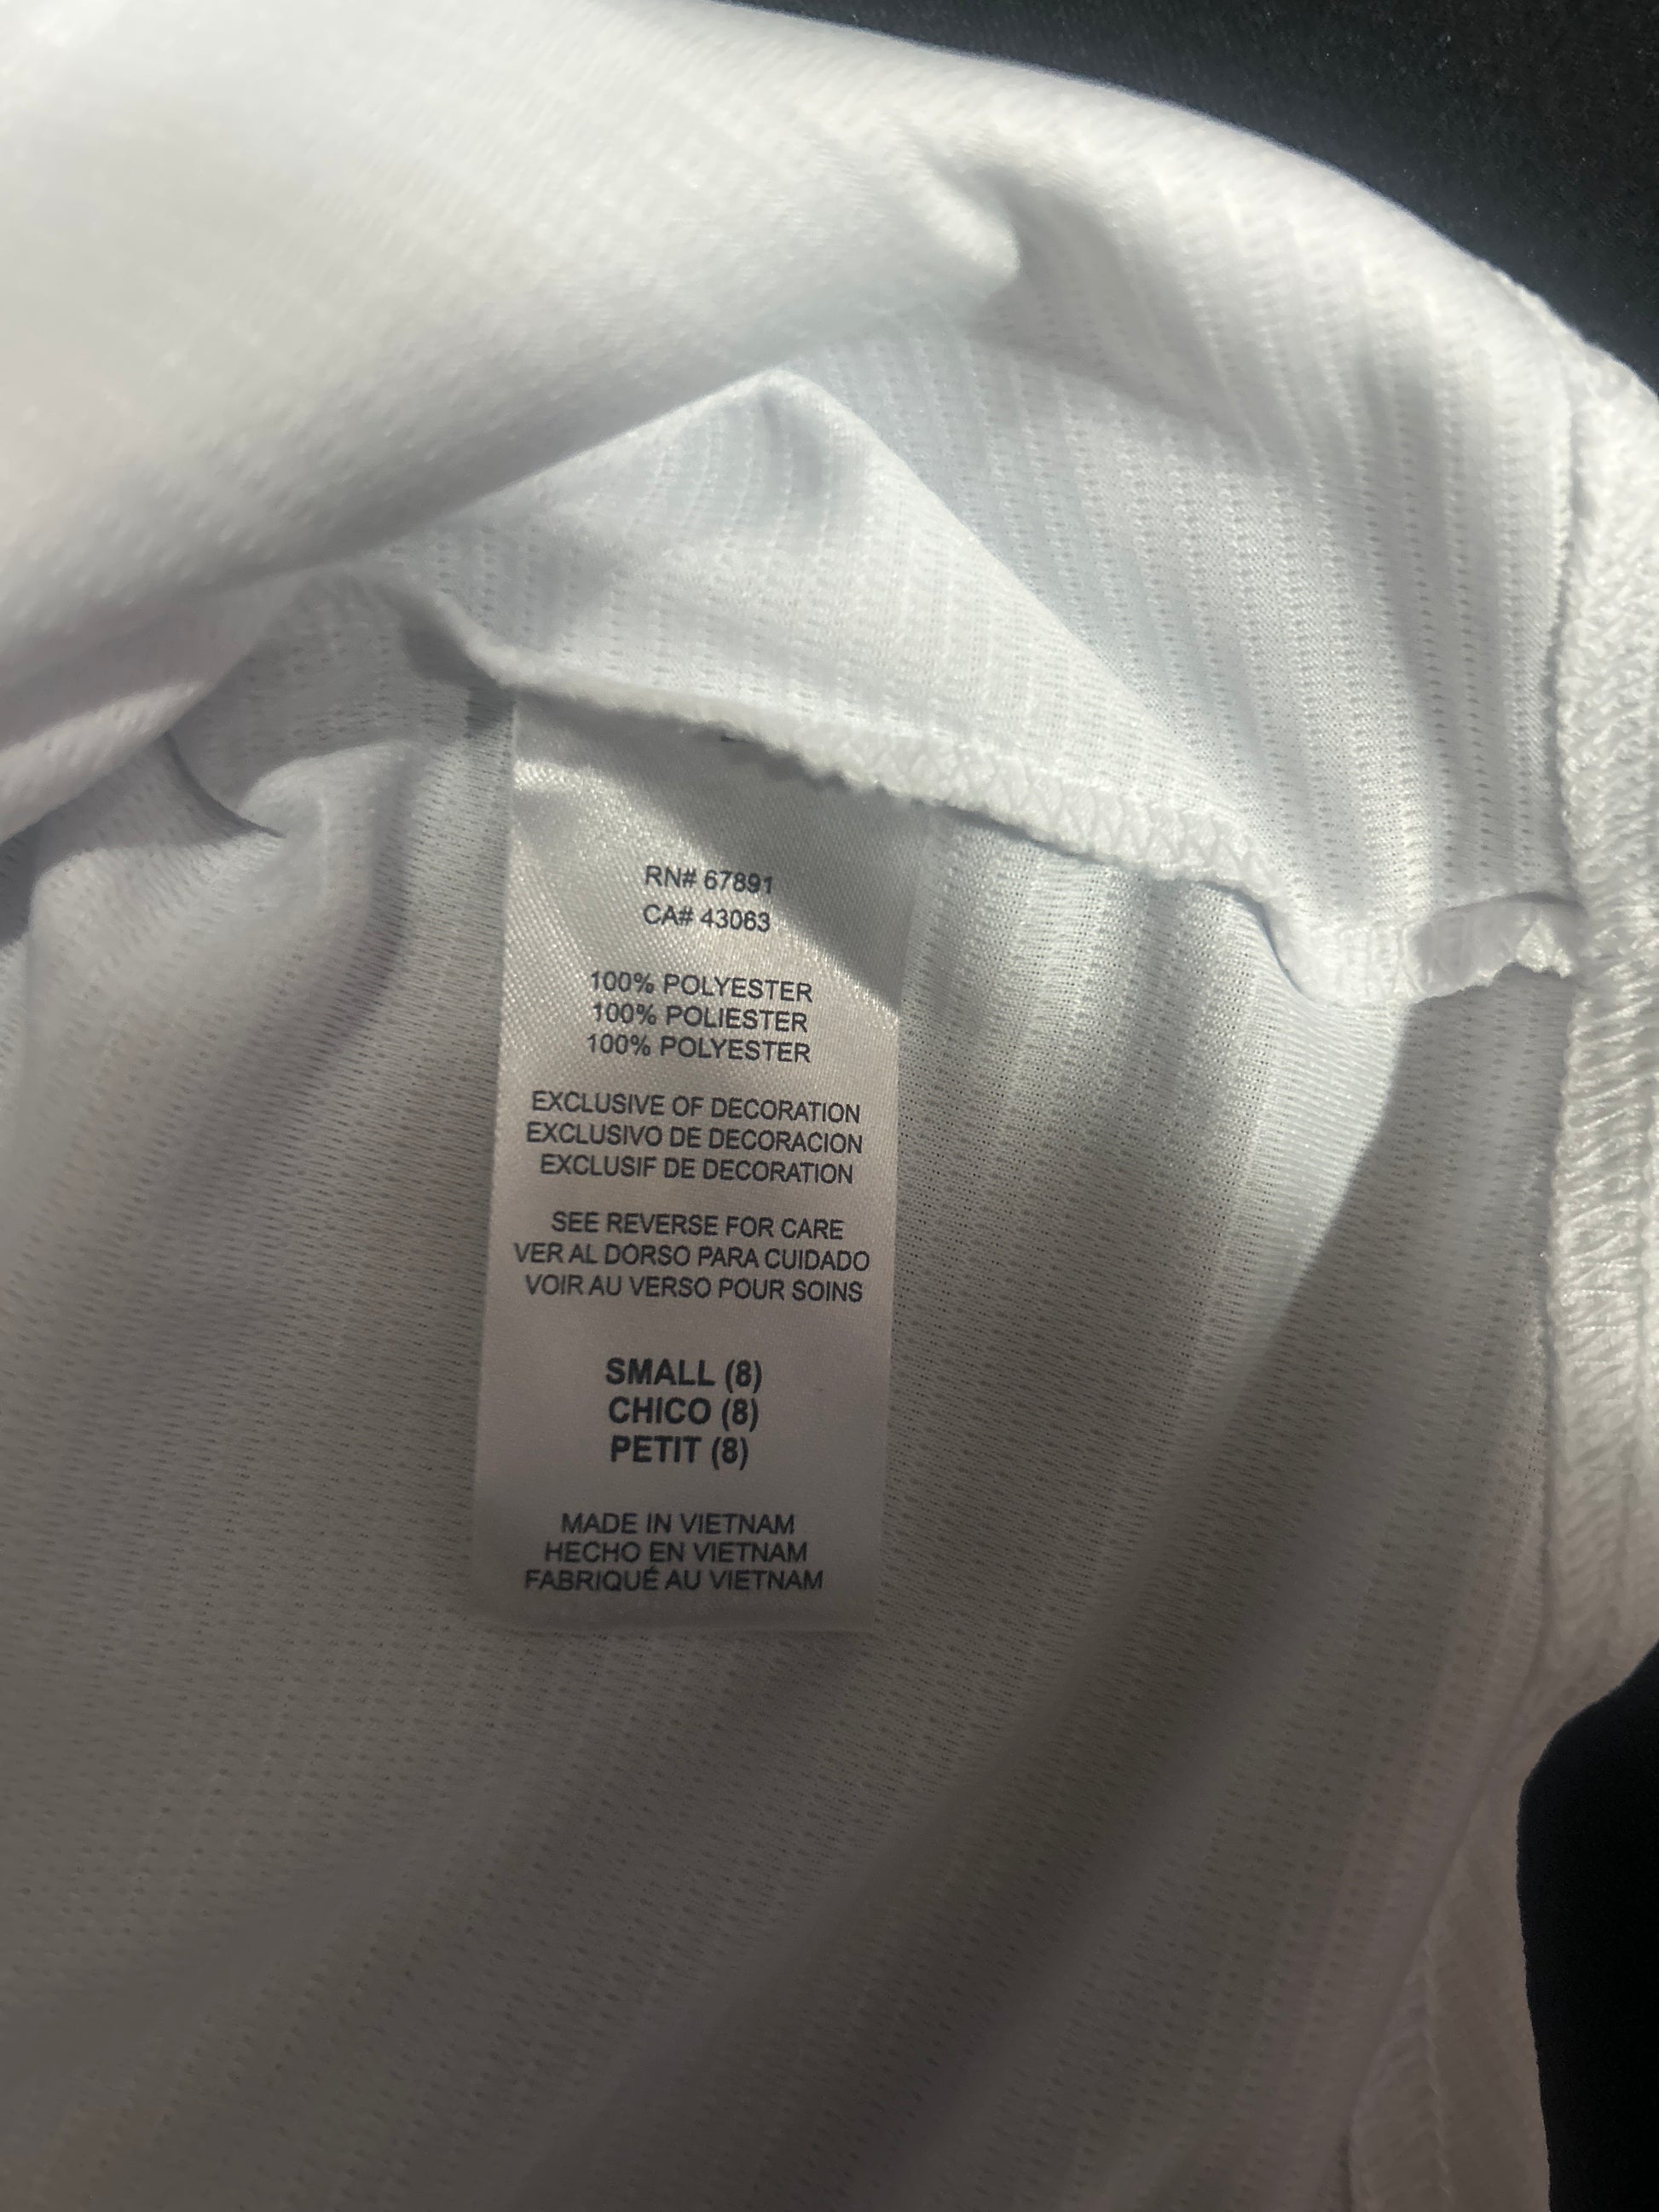 RN# 67891
CA# 43063
100% POLYESTER
100% POLIESTER
100% POLYESTER
EXCLUSIVE OF DECORATION
EXCLUSIVO DE DECORACION
EXCLUSIF DE DECORATION
SEE REVERSE FOR CARE
VER AL DORSO PARA CUIDADO
VOIR AU VERSO POUR SOINS
SMALL (8)
CHICO (8)
PETIT (8)
MADE IN VIETNAM
HECHO EN VIETNAM
FABRIQUÉ AU VIETNAM